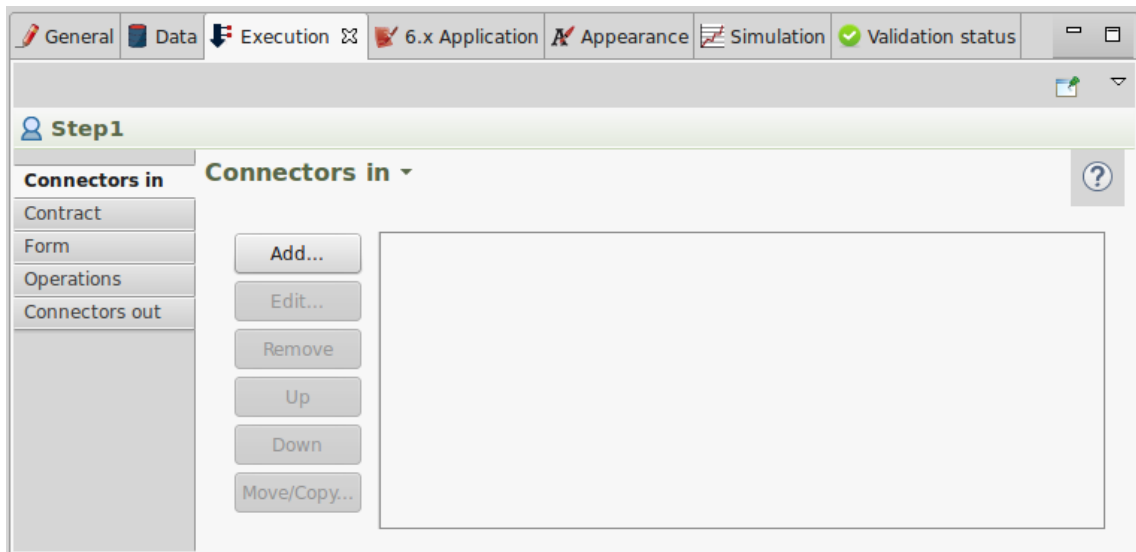 General Data Execution 6.x Application Appearance Simulation Validation status
Step1
Connectors in
Contract
Form
Operations
Connectors out
Connectors in
?
Add...
Edit...
Remove
Up
Down
Move/Copy...